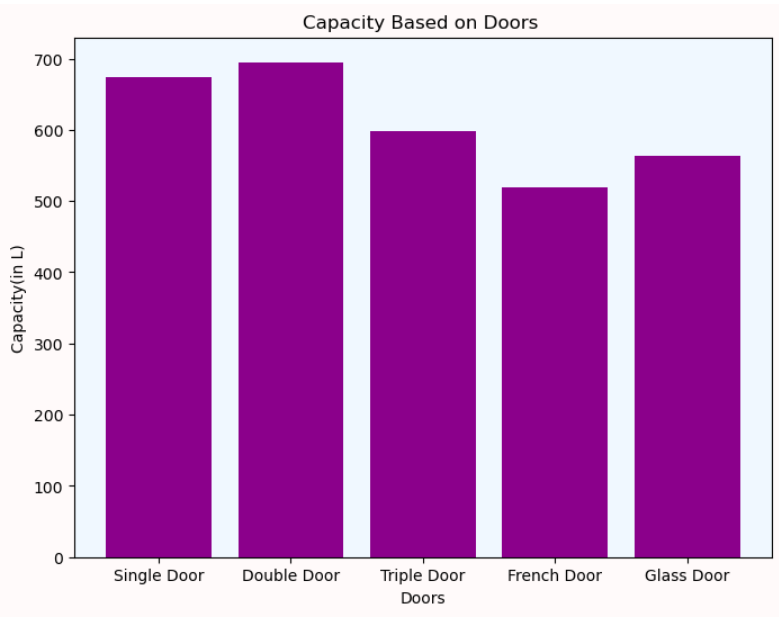 Capacity Based on Doors
700
600
500
400
300
200
100
0
Capacity(in L)
Single Door Double Door Triple Door French Door Glass Door
Doors